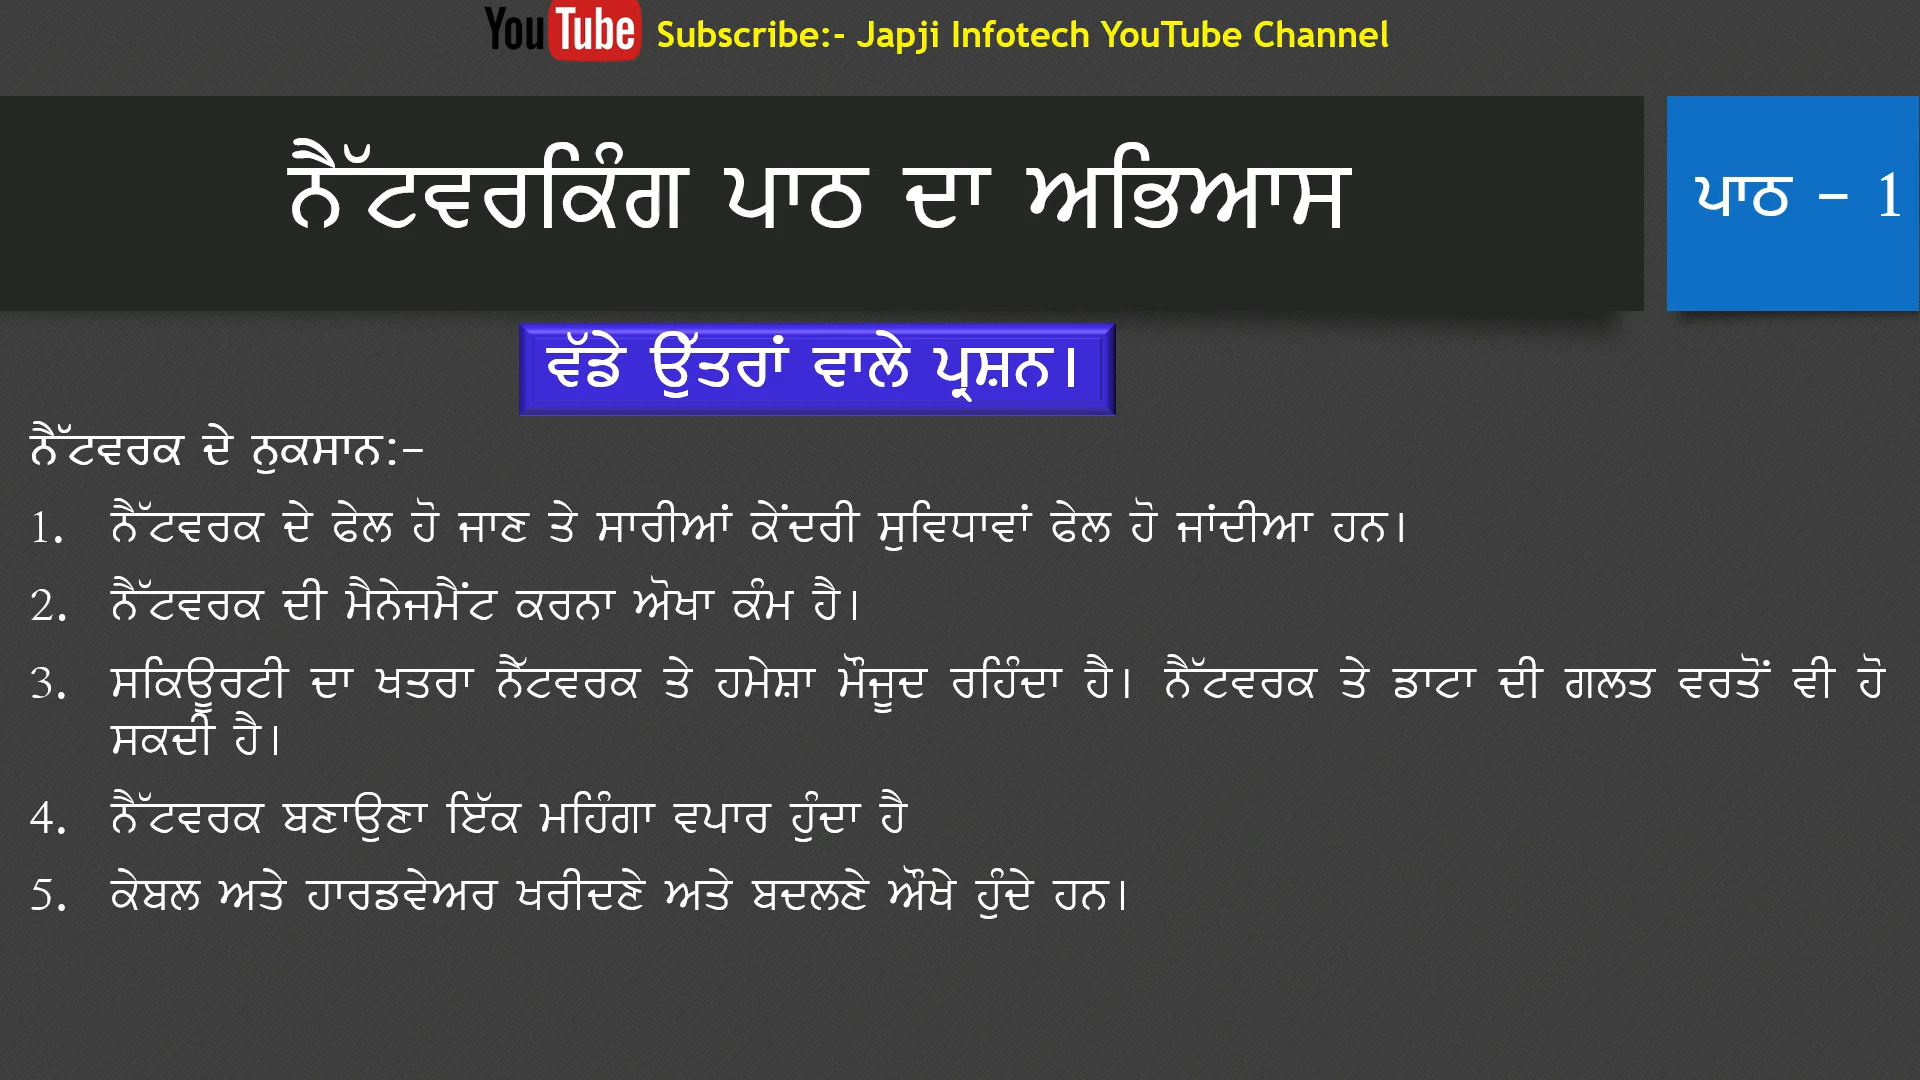 YouTube Subscribe:- Japji Infotech YouTube Channel
ਨੈੱਟਵਰਕਿੰਗ ਪਾਠ ਦਾ ਅਭਿਆਸ
ਪਾਠ – 1
ਵੱਡੇ ਉੱਤਰਾਂ ਵਾਲੇ ਪ੍ਰਸ਼ਨ।
ਨੈੱਟਵਰਕ ਦੇ ਨੁਕਸਾਨ:–
1. ਨੈੱਟਵਰਕ ਦੇ ਫੇਲ ਹੋ ਜਾਣ ਤੇ ਸਾਰੀਆਂ ਕੇਂਦਰੀ ਸੁਵਿਧਾਵਾਂ ਫੇਲ ਹੋ ਜਾਂਦੀਆ ਹਨ।
2. ਨੈੱਟਵਰਕ ਦੀ ਮੈਨੇਜਮੈਂਟ ਕਰਨਾ ਅੋਖਾ ਕੰਮ ਹੈ।
3. ਸਕਿਊਰਟੀ ਦਾ ਖਤਰਾ ਨੈੱਟਵਰਕ ਤੇ ਹਮੇਸ਼ਾ ਮੌਜੂਦ ਰਹਿੰਦਾ ਹੈ। ਨੈੱਟਵਰਕ ਤੇ ਡਾਟਾ ਦੀ ਗਲਤ ਵਰਤੋਂ ਵੀ ਹੋ
ਸਕਦੀ ਹੈ।
4. ਨੈੱਟਵਰਕ ਬਣਾਉਣਾ ਇੱਕ ਮਹਿੰਗਾ ਵਪਾਰ ਹੁੰਦਾ ਹੈ
5. ਕੇਬਲ ਅਤੇ ਹਾਰਡਵੇਅਰ ਖਰੀਦਣੇ ਅਤੇ ਬਦਲਣੇ ਔਖੇ ਹੁੰਦੇ ਹਨ।